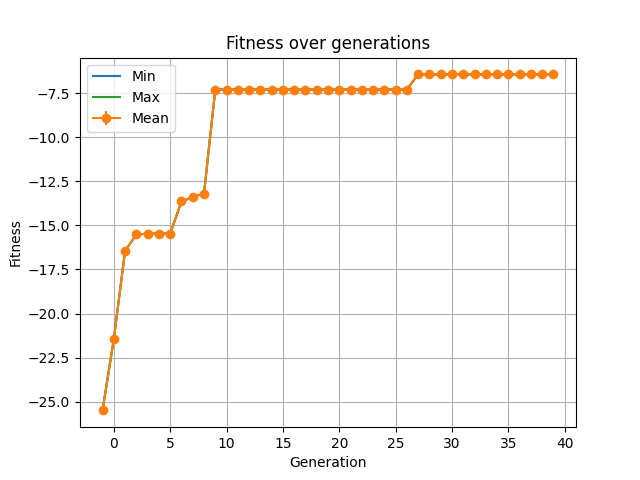 Fitness over generations
Min
Max
Mean
−7.5
−10.0
−12.5
−15.0
−17.5
−20.0
−22.5
−25.0
Fitness
0 5 10 15 20 25 30 35 40
Generation